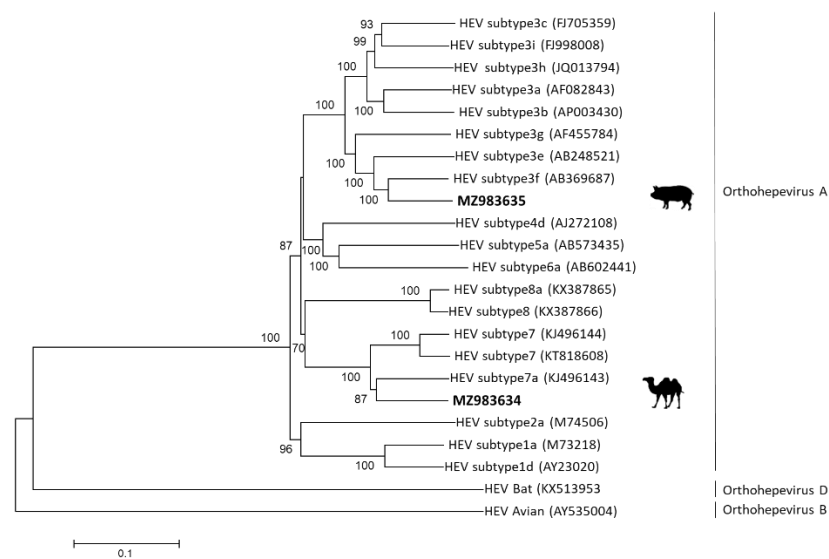 93
HEV subtype3c (FJ705359)
99
HEV subtype3i (FJ998008)
100
HEV subtype3h (JQ013794)
HEV subtype3a (AF082843)
100
100
HEV subtype3b (AP003430)
HEV subtype3g (AF455784)
100
HEV subtype3e (AB248521)
100
HEV subtype3f (AB369687)
100
MZ983635
Orthohepevirus A
HEV subtype4d (AJ272108)
87
100
HEV subtype5a (AB573435)
100
HEV subtype6a (AB602441)
100
HEV subtype8a (KX387865)
HEV subtype8 (KX387866)
100
70
100
HEV subtype7 (KJ496144)
HEV subtype7 (KT818608)
100
HEV subtype7a (KJ496143)
87
MZ983634
HEV subtype2a (M74506)
96
HEV subtype1a (M73218)
100
HEV subtype1d (AY23020)
HEV Bat (KX513953
Orthohepevirus D
HEV Avian (AY535004)
Orthohepevirus B
0.1